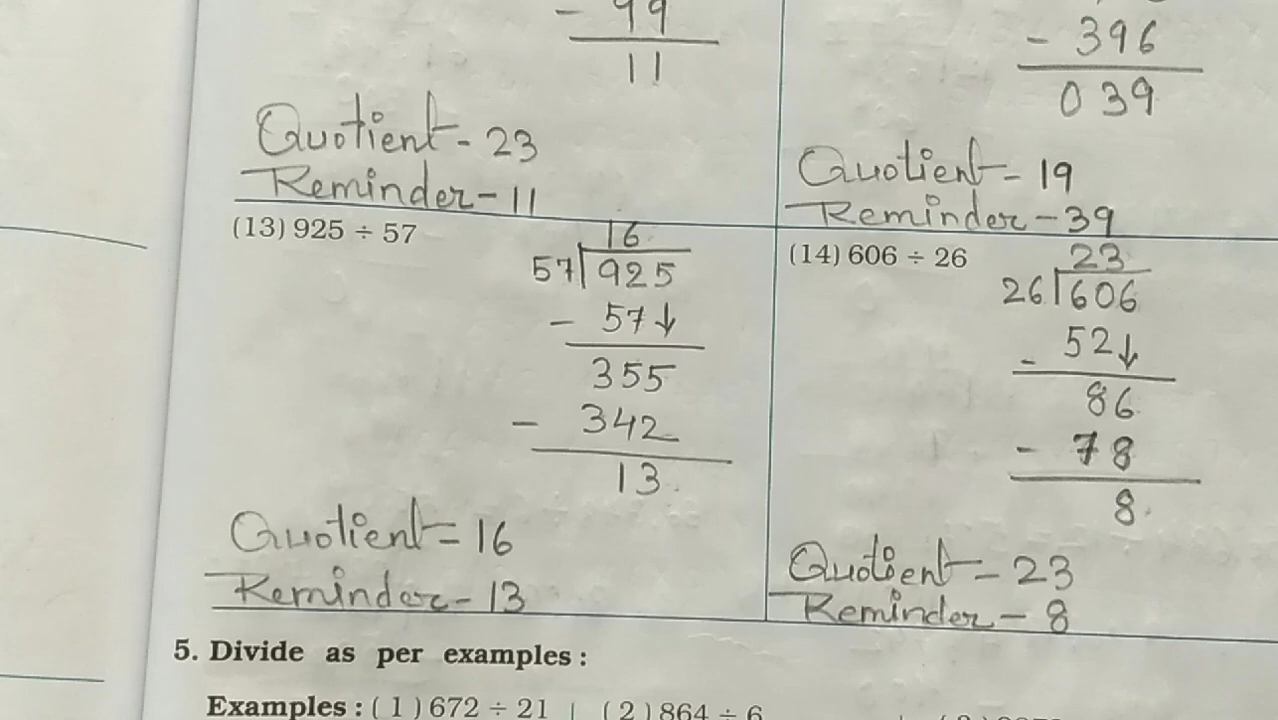 - 99
11
Quotient - 23
Reminder - 11
- 396
039
Quotient - 19
Reminder - 39
(13) 925 ÷ 57
16
57 925
- 57↓
355
- 342
13
Quotient = 16
Reminder - 13
(14) 606 ÷ 26
23
26 606
- 52↓
86
- 78
8
Quotient - 23
Reminder - 8
5. Divide as per examples :
Examples : ( 1 ) 672 ÷ 21 | ( 2 ) 864 ÷ 6